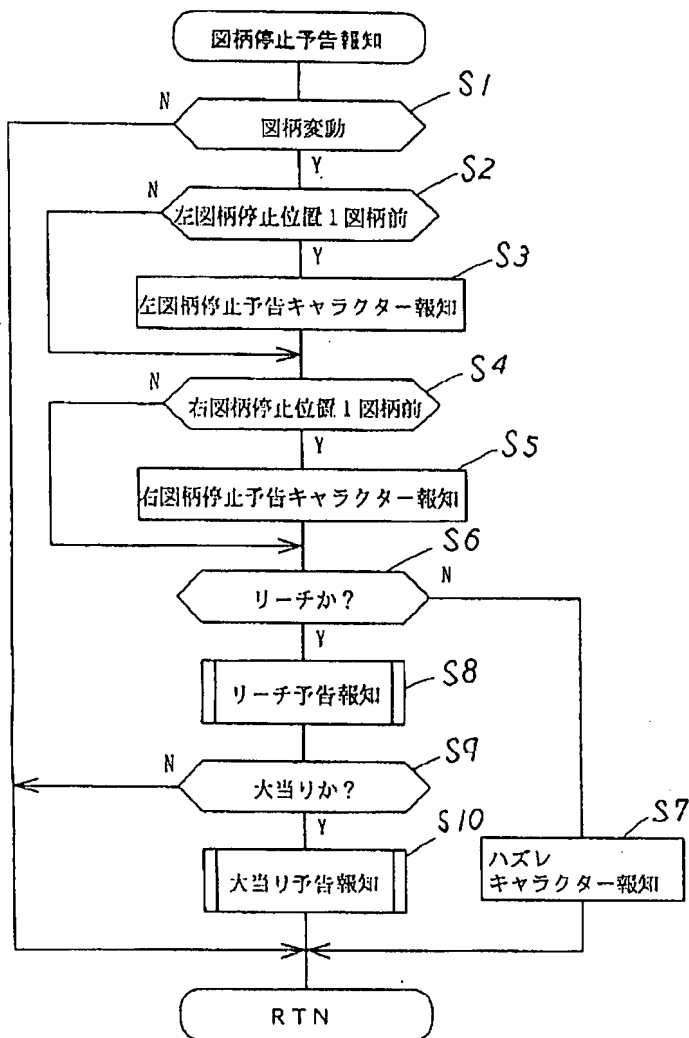 図柄停止予告報知
S1
N
図柄変動
Y
S2
N
左図柄停止位置1図柄前
Y
S3
左図柄停止予告キャラクター報知
S4
N
右図柄停止位置1図柄前
Y
S5
右図柄停止予告キャラクター報知
S6
リーチか?
N
Y
S8
リーチ予告報知
S9
N
大当りか?
Y
S10
大当り予告報知
S7
ハズレ
キャラクター報知
RTN